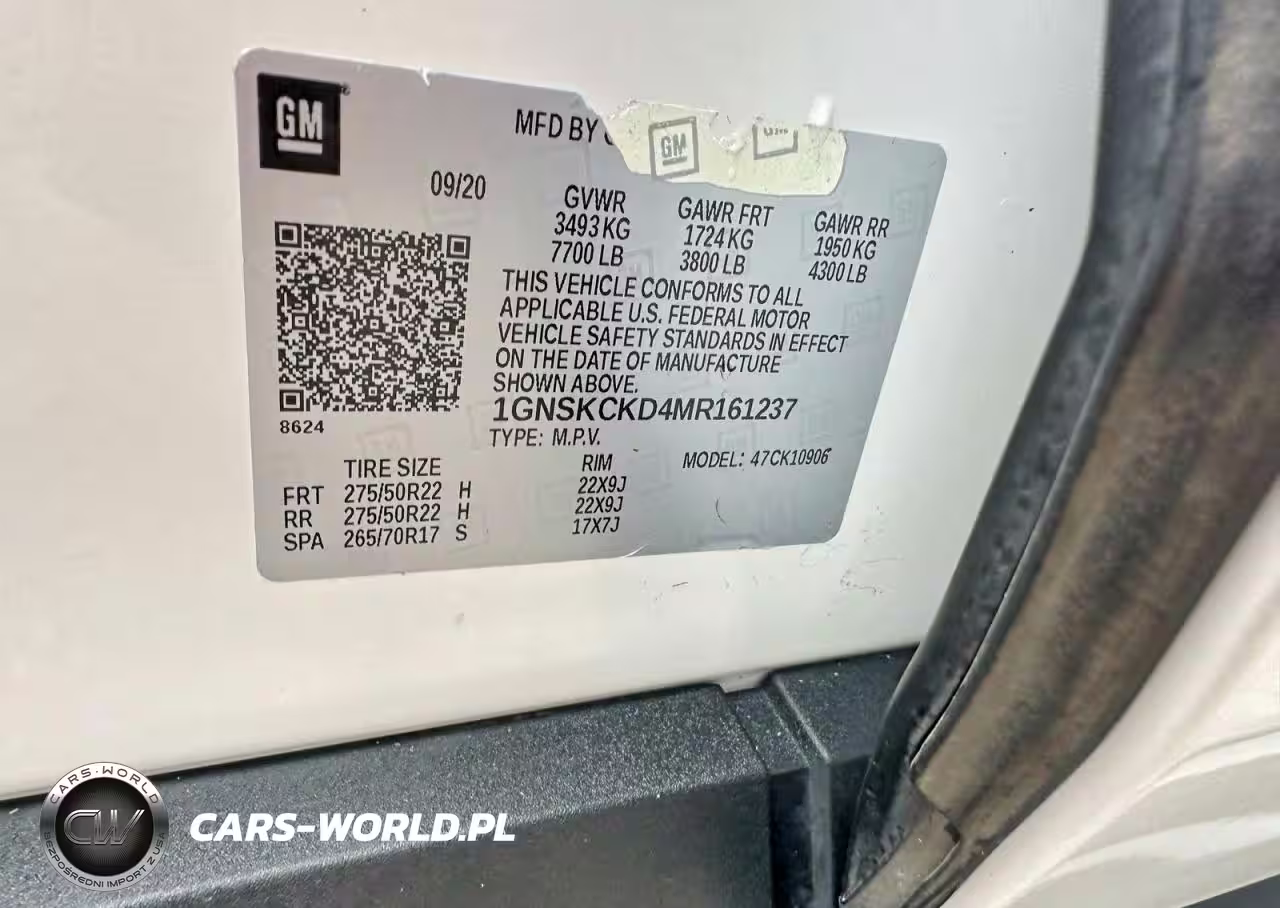 GM
MFD BY
GM
09/20
GVWR GAWR FRT GAWR RR
3493 KG 1724 KG 1950 KG
7700 LB 3800 LB 4300 LB
THIS VEHICLE CONFORMS TO ALL
APPLICABLE U.S. FEDERAL MOTOR
VEHICLE SAFETY STANDARDS IN EFFECT
ON THE DATE OF MANUFACTURE
SHOWN ABOVE.
8624
1GNSKCKD4MR161237
TYPE: M.P.V. MODEL: 47CK10906
TIRE SIZE RIM
FRT 275/50R22 H 22X9J
RR 275/50R22 H 22X9J
SPA 265/70R17 S 17X7J
CARS-WORLD
CW
BEZPOŚREDNI IMPORT Z USA
CARS-WORLD.PL